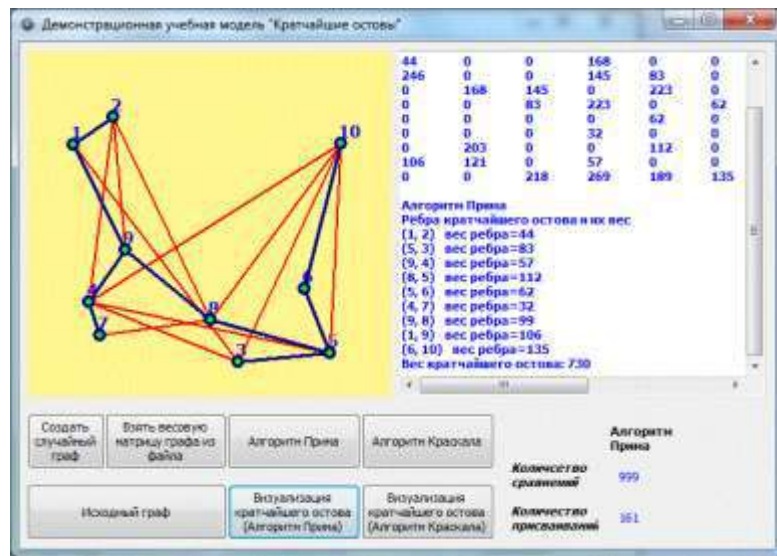 Демонстрационная учебная модель "Кратчайшие остовы"
1
2
10
9
4
6
8
7
3
5
44 0 0 168 0 0
246 0 0 145 83 0
0 168 145 0 223 0
0 0 83 223 0 62
0 0 0 0 62 0
0 0 0 32 0 0
0 203 0 0 112 0
106 121 0 57 0 0
0 0 218 269 189 135
Алгоритм Прима
Рёбра кратчайшего остова и их вес
(1, 2) вес ребра=44
(5, 3) вес ребра=83
(9, 4) вес ребра=57
(8, 5) вес ребра=112
(5, 6) вес ребра=62
(4, 7) вес ребра=32
(9, 8) вес ребра=99
(1, 9) вес ребра=106
(6, 10) вес ребра=135
Вес кратчайшего остова: 730
Создать случайный граф
Взять весовую матрицу графа из файла
Алгоритм Прима
Алгоритм Краскала
Исходный граф
Визуализация кратчайшего остова (Алгоритм Прима)
Визуализация кратчайшего остова (Алгоритм Краскала)
Алгоритм Прима
Количество сравнений 999
Количество присваиваний 161